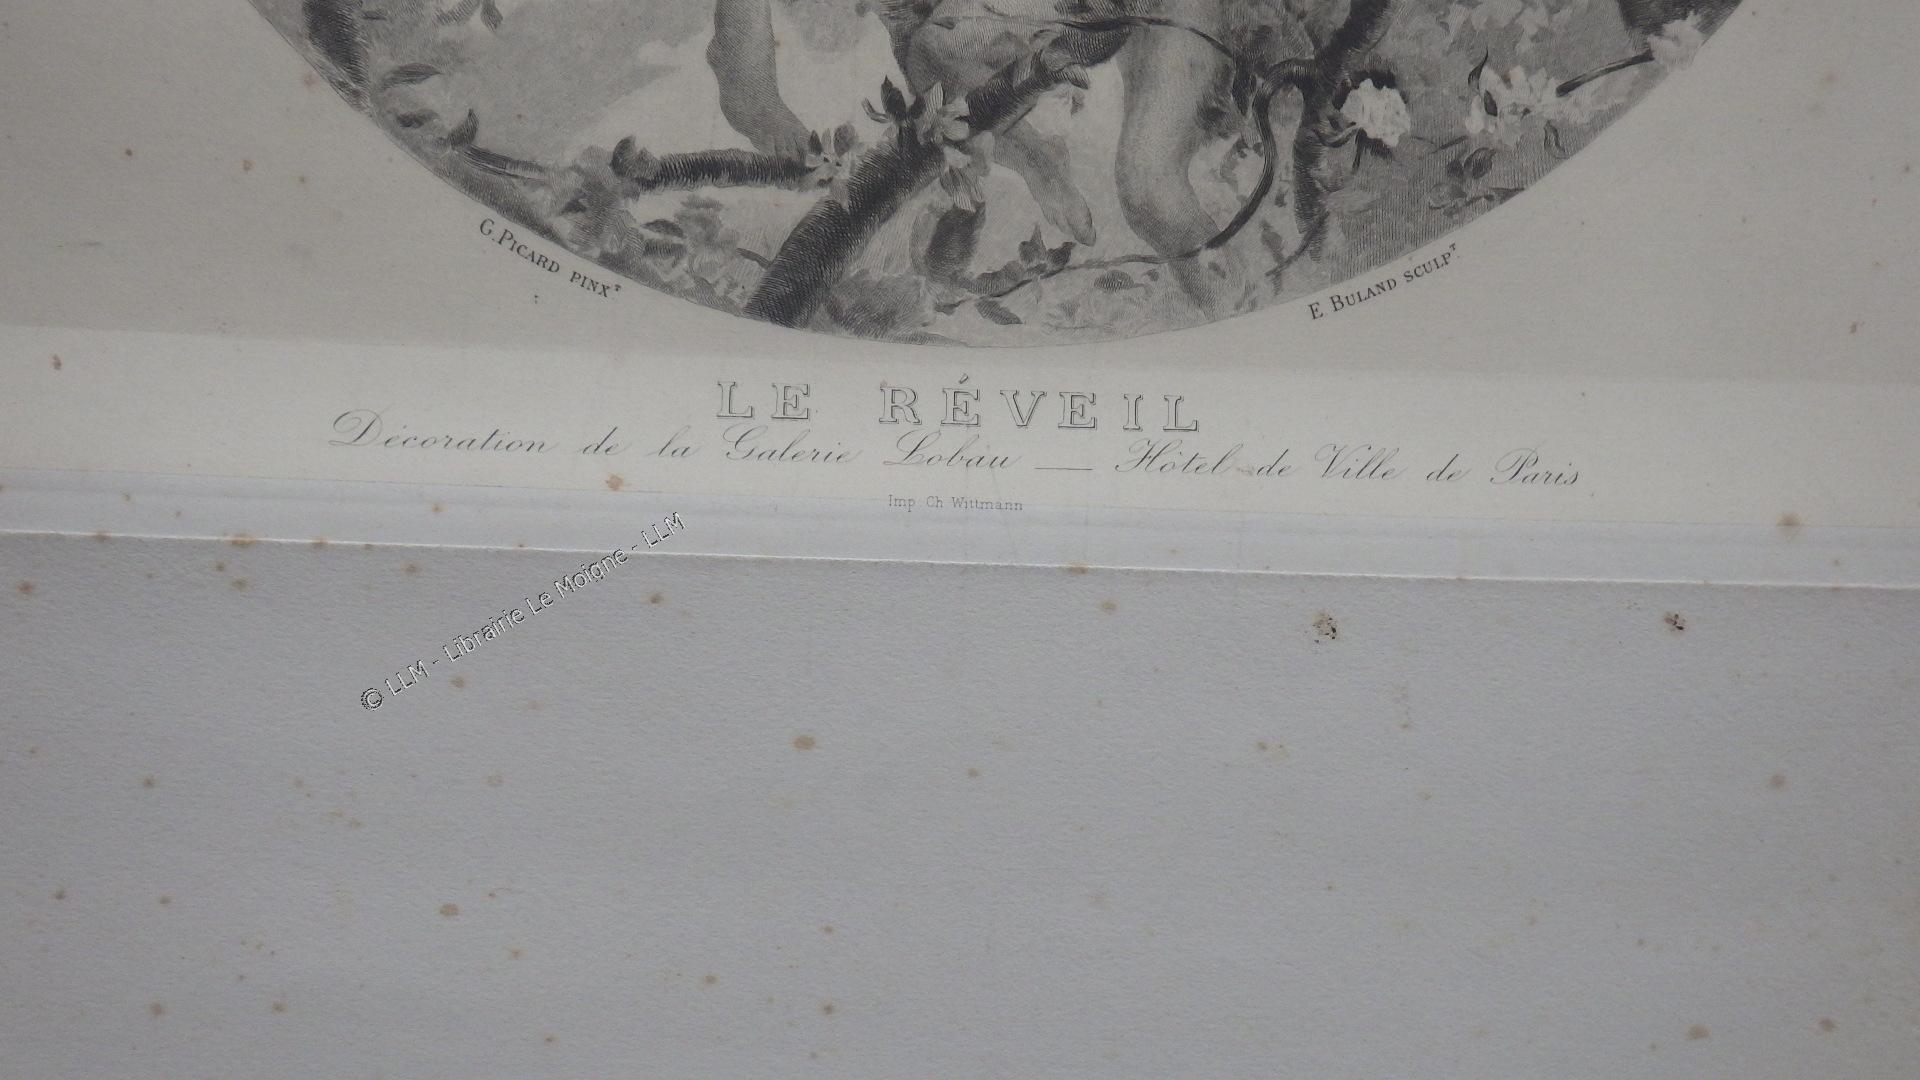 G. PICARD PINXT
E BULAND SCULPT.
LE RÉVEIL
Décoration de la Galerie Lobau — Hôtel de Ville de Paris
Imp Ch Wittmann
© LLM - Librairie Le Moigne - LLM